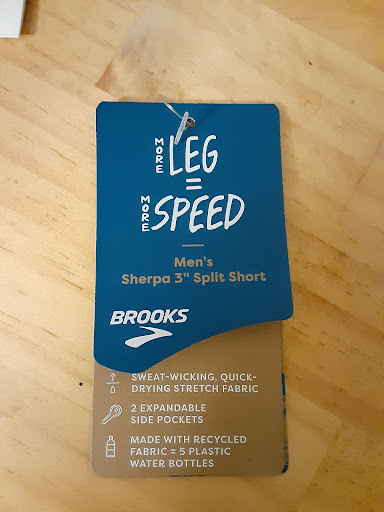 MORE LEG
=
MORE SPEED
Men's
Sherpa 3" Split Short
BROOKS
SWEAT-WICKING, QUICK-
DRYING STRETCH FABRIC
2 EXPANDABLE
SIDE POCKETS
MADE WITH RECYCLED
FABRIC = 5 PLASTIC
WATER BOTTLES